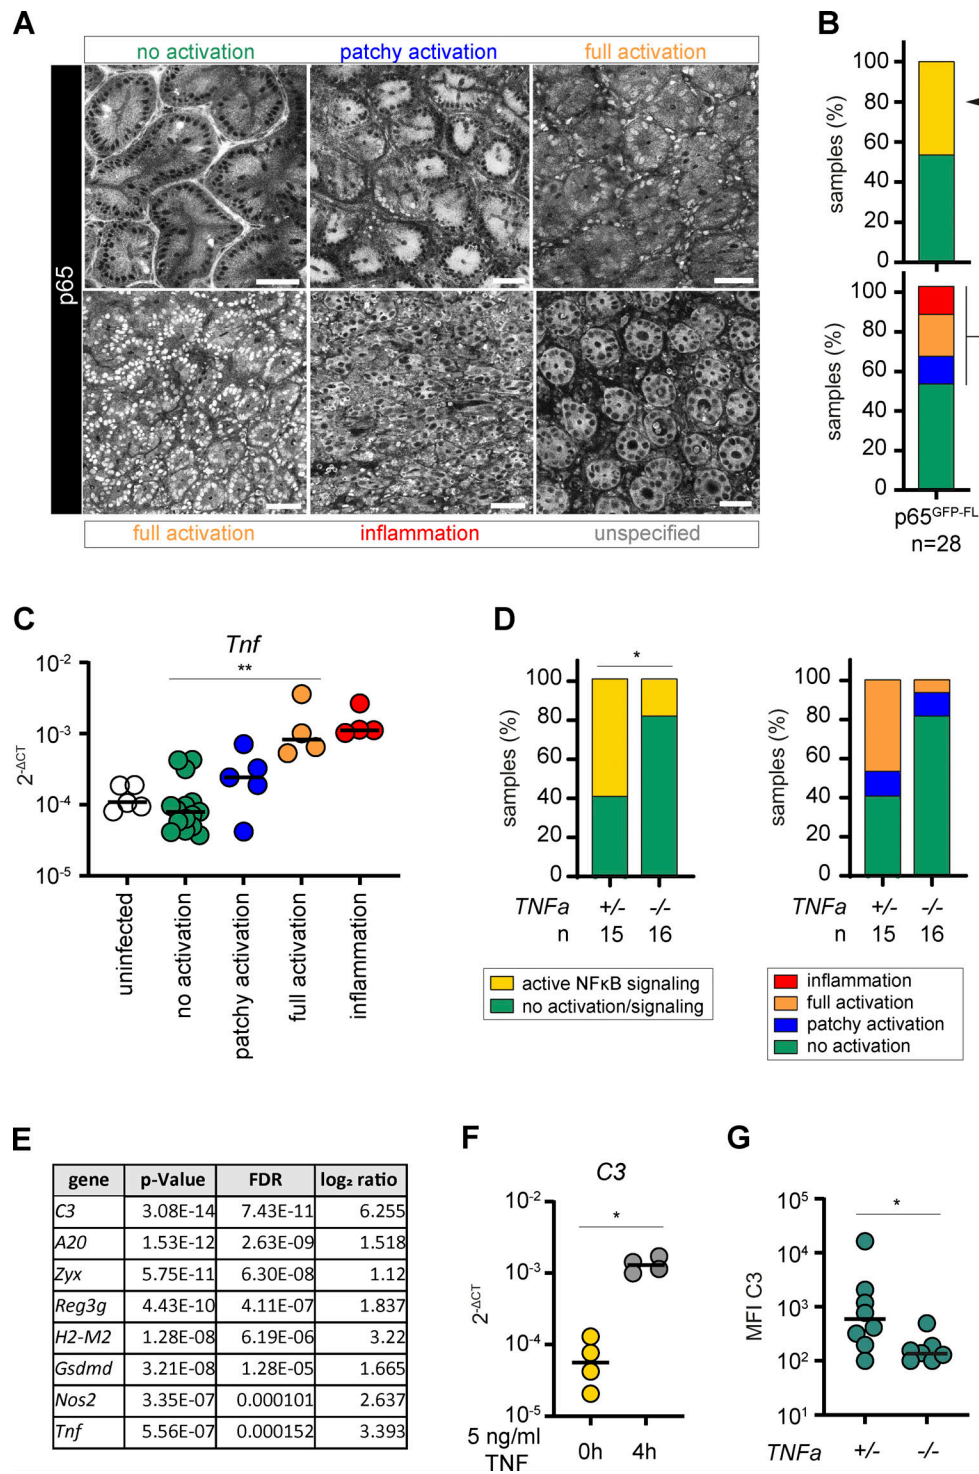 A
no activation patchy activation full activation
p65
full activation inflammation unspecified
B
samples (%)
100
80
60
40
20
0
samples (%)
100
80
60
40
20
0
p65GFP-FL
n=28
C
Tnf
**
2-ΔCT
10-2
10-3
10-4
10-5
uninfected
no activation
patchy activation
full activation
inflammation
D
*
samples (%)
100
80
60
40
20
0
TNFa +/- -/-
n 15 16
active NFκB signaling
no activation/signaling
samples (%)
100
80
60
40
20
0
TNFa +/- -/-
n 15 16
inflammation
full activation
patchy activation
no activation
E
gene p-Value FDR log₂ ratio
C3 3.08E-14 7.43E-11 6.255
A20 1.53E-12 2.63E-09 1.518
Zyx 5.75E-11 6.30E-08 1.12
Reg3g 4.43E-10 4.11E-07 1.837
H2-M2 1.28E-08 6.19E-06 3.22
Gsdmd 3.21E-08 1.28E-05 1.665
Nos2 3.35E-07 0.000101 2.637
Tnf 5.56E-07 0.000152 3.393
F
C3
*
2-ΔCT
10-2
10-3
10-4
10-5
5 ng/ml
TNF 0h 4h
G
*
MFI C3
105
104
103
102
101
TNFa +/- -/-